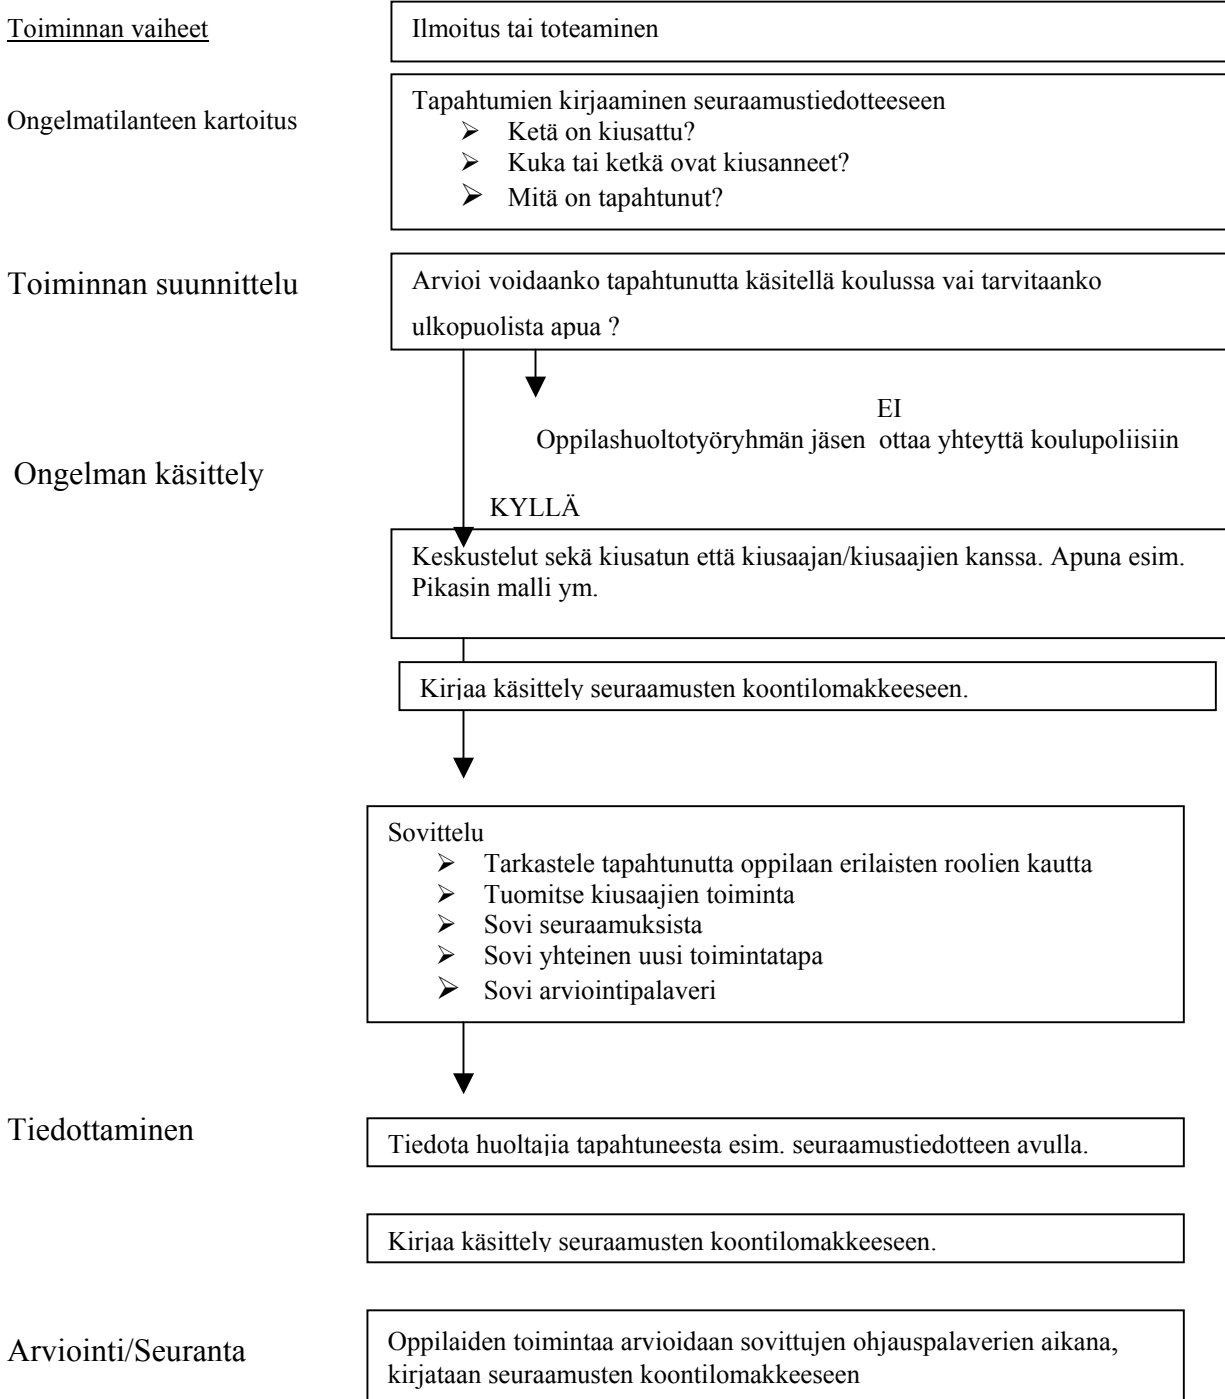 Toiminnan vaiheet
Ilmoitus tai toteaminen
Ongelmatilanteen kartoitus
Tapahtumien kirjaaminen seuraamustiedotteeseen
➢ Ketä on kiusattu?
➢ Kuka tai ketkä ovat kiusanneet?
➢ Mitä on tapahtunut?
Toiminnan suunnittelu
Arvioi voidaanko tapahtunutta käsitellä koulussa vai tarvitaanko
ulkopuolista apua ?
EI
Oppilashuoltotyöryhmän jäsen ottaa yhteyttä koulupoliisiin
Ongelman käsittely
KYLLÄ
Keskustelut sekä kiusatun että kiusaajan/kiusaajien kanssa. Apuna esim.
Pikasin malli ym.
Kirjaa käsittely seuraamusten koontilomakkeeseen.
Sovittelu
➢ Tarkastele tapahtunutta oppilaan erilaisten roolien kautta
➢ Tuomitse kiusaajien toiminta
➢ Sovi seuraamuksista
➢ Sovi yhteinen uusi toimintatapa
➢ Sovi arviointipalaveri
Tiedottaminen
Tiedota huoltajia tapahtuneesta esim. seuraamustiedotteen avulla.
Kirjaa käsittely seuraamusten koontilomakkeeseen.
Arviointi/Seuranta
Oppilaiden toimintaa arvioidaan sovittujen ohjauspalaverien aikana,
kirjataan seuraamusten koontilomakkeeseen